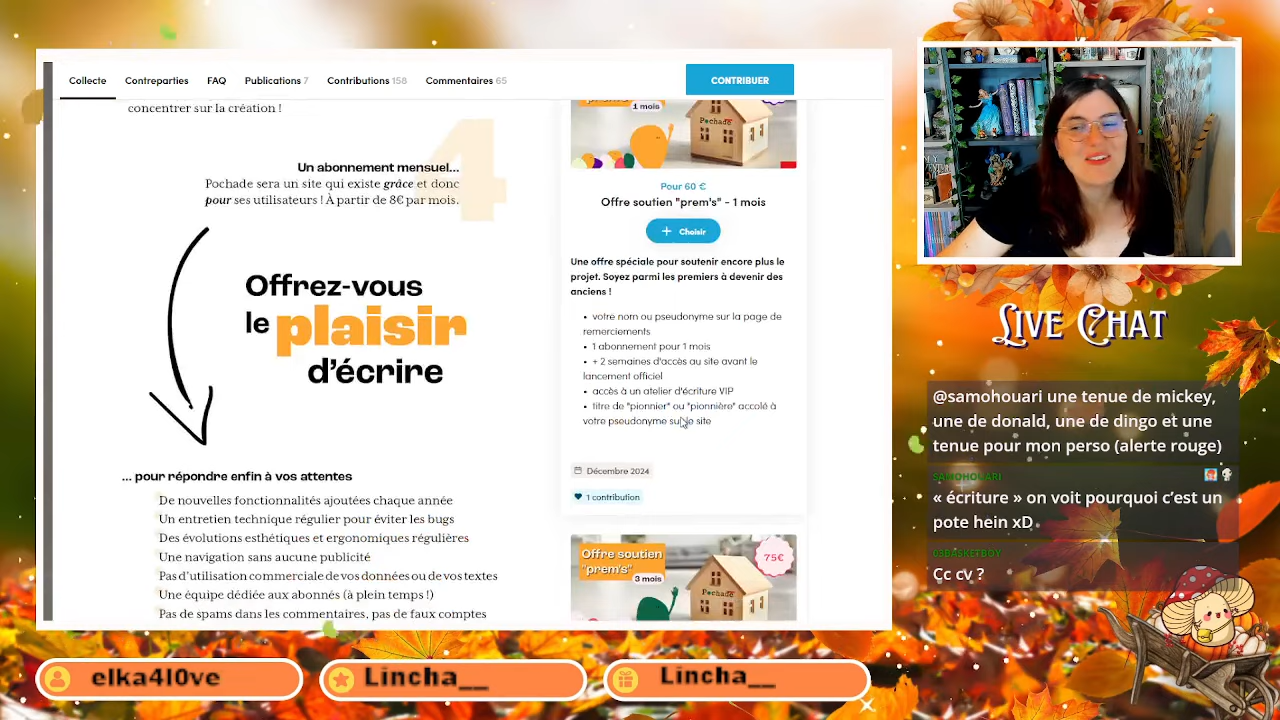 Collecte Contreparties FAQ Publications 7 Contributions 158 Commentaires 65 CONTRIBUER
concentrer sur la création !
4
Un abonnement mensuel...
Pochade sera un site qui existe grâce et donc
pour ses utilisateurs ! À partir de 8€ par mois.
Offrez-vous
le plaisir
d'écrire
... pour répondre enfin à vos attentes
De nouvelles fonctionnalités ajoutées chaque année
Un entretien technique régulier pour éviter les bugs
Des évolutions esthétiques et ergonomiques régulières
Une navigation sans aucune publicité
Pas d'utilisation commerciale de vos données ou de vos textes
Une équipe dédiée aux abonnés (à plein temps !)
Pas de spams dans les commentaires, pas de faux comptes
1 mois
Pochade
Pour 60 €
Offre soutien "prem's" - 1 mois
+ Choisir
Une offre spéciale pour soutenir encore plus le
projet. Soyez parmi les premiers à devenir des
anciens !
• votre nom ou pseudonyme sur la page de
remerciements
• 1 abonnement pour 1 mois
• + 2 semaines d'accès au site avant le
lancement officiel
• accès à un atelier d'écriture VIP
• titre de "pionnier" ou "pionnière" accolé à
votre pseudonyme sur le site
Décembre 2024
1 contribution
Offre soutien
"prem's"
3 mois
75€
Pochade
Live Chat
@samohouari une tenue de mickey,
une de donald, une de dingo et une
tenue pour mon perso (alerte rouge)
SAMOHOUARI
« écriture » on voit pourquoi c'est un
pote hein xD
03BASKETBOY
Çc cv ?
elka4l0ve
Lincha__
Lincha__